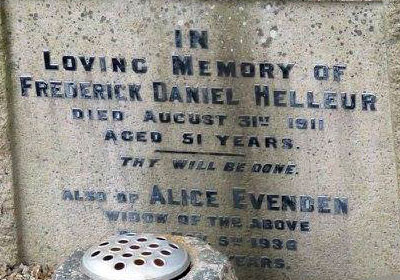 IN
LOVING MEMORY OF
FREDERICK DANIEL HELLEUR
DIED AUGUST 31ST 1911
AGED 51 YEARS.
THY WILL BE DONE.
ALSO OF ALICE EVENDEN
WIDOW OF THE ABOVE
5TH 1936
YEARS.